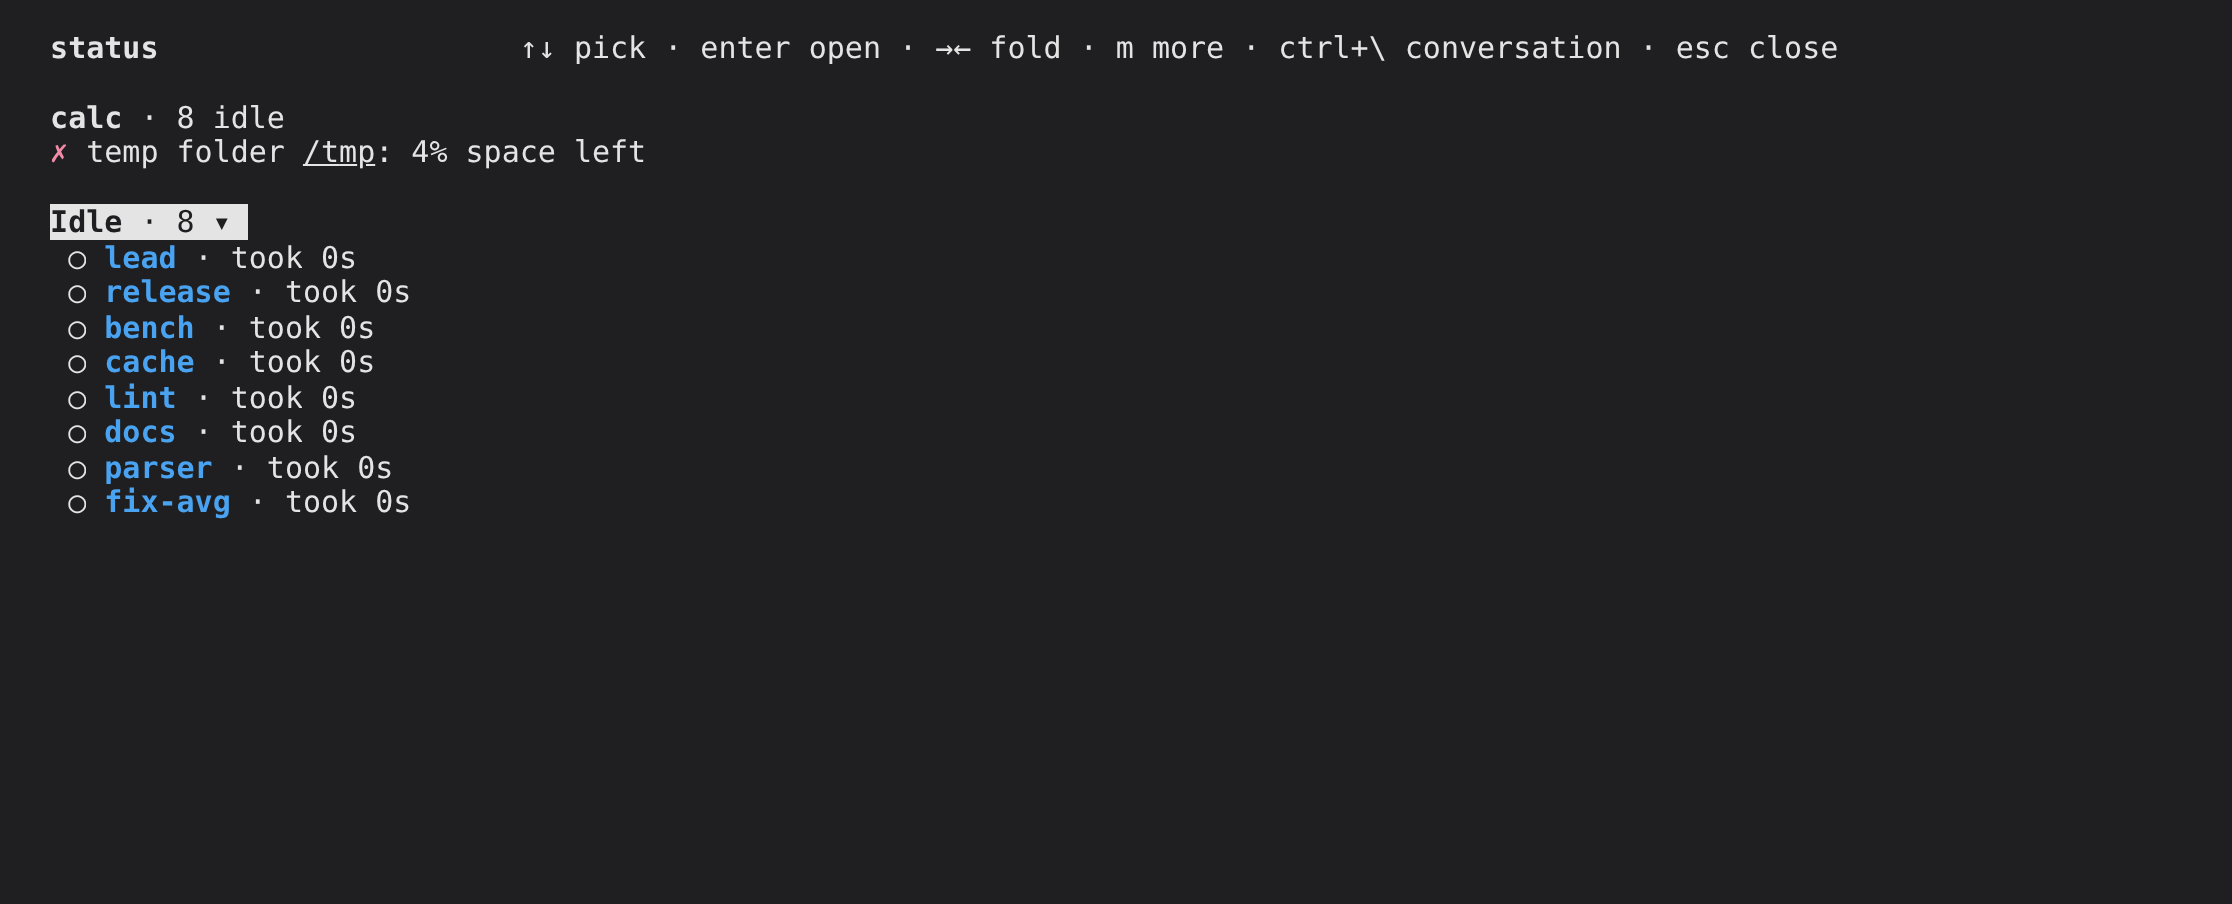 status ↑↓ pick · enter open · →← fold · m more · ctrl+\ conversation · esc close
calc · 8 idle
✗ temp folder /tmp: 4% space left
Idle · 8 ▾
○ lead · took 0s
○ release · took 0s
○ bench · took 0s
○ cache · took 0s
○ lint · took 0s
○ docs · took 0s
○ parser · took 0s
○ fix-avg · took 0s